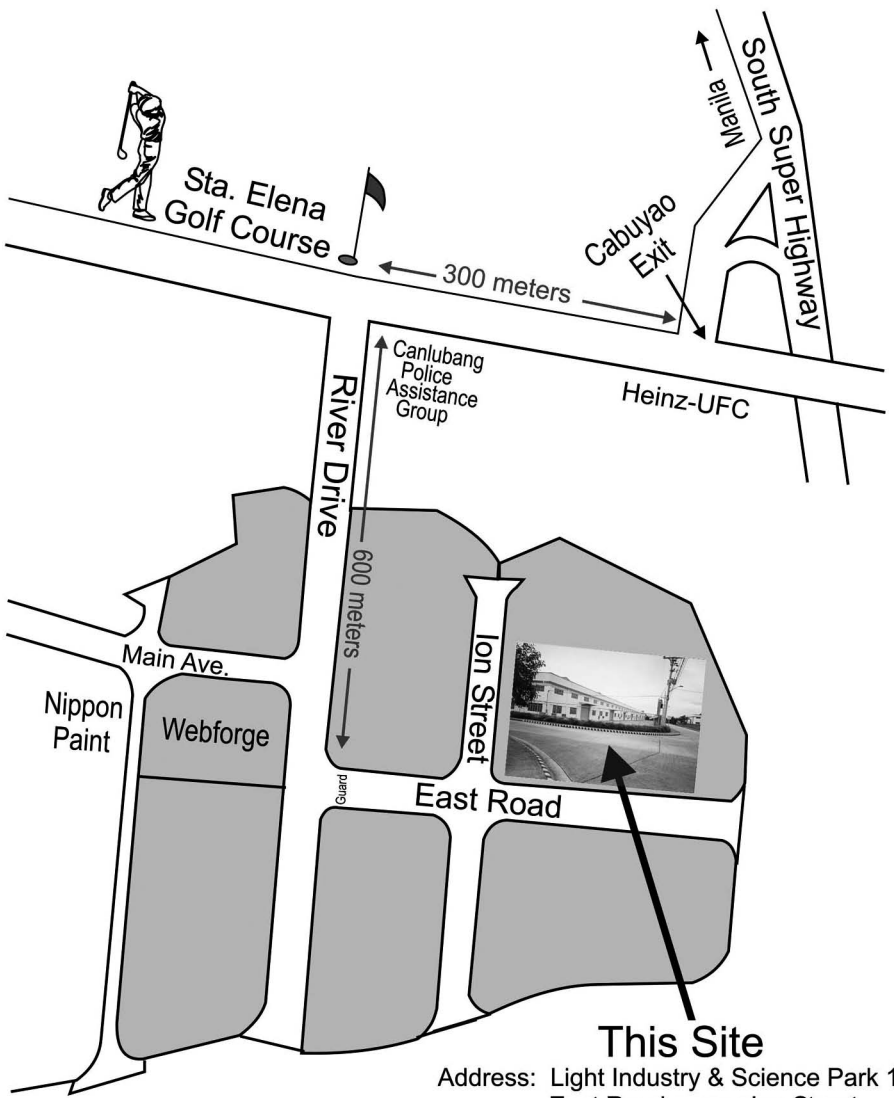 South Super Highway
Manila
Sta. Elena
Golf Course
Cabuyao
Exit
300 meters
Canlubang
Police
Assistance
Group
Heinz-UFC
River Drive
600 meters
Ion Street
Main Ave.
Nippon
Paint
Webforge
Guard
East Road
This Site
Address: Light Industry & Science Park 1